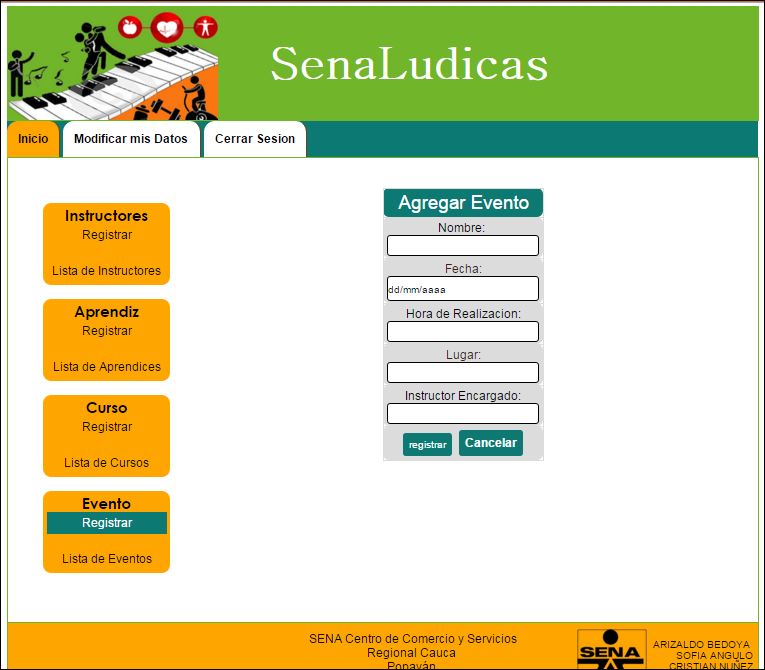 SenaLudicas
Inicio
Modificar mis Datos
Cerrar Sesion
Instructores
Registrar
Lista de Instructores
Aprendiz
Registrar
Lista de Aprendices
Curso
Registrar
Lista de Cursos
Evento
Registrar
Lista de Eventos
Agregar Evento
Nombre:
Fecha:
dd/mm/aaaa
Hora de Realizacion:
Lugar:
Instructor Encargado:
registrar
Cancelar
SENA Centro de Comercio y Servicios
Regional Cauca
Popayán
SENA
ARIZALDO BEDOYA
SOFIA ANGULO
CRISTIAN NUÑEZ